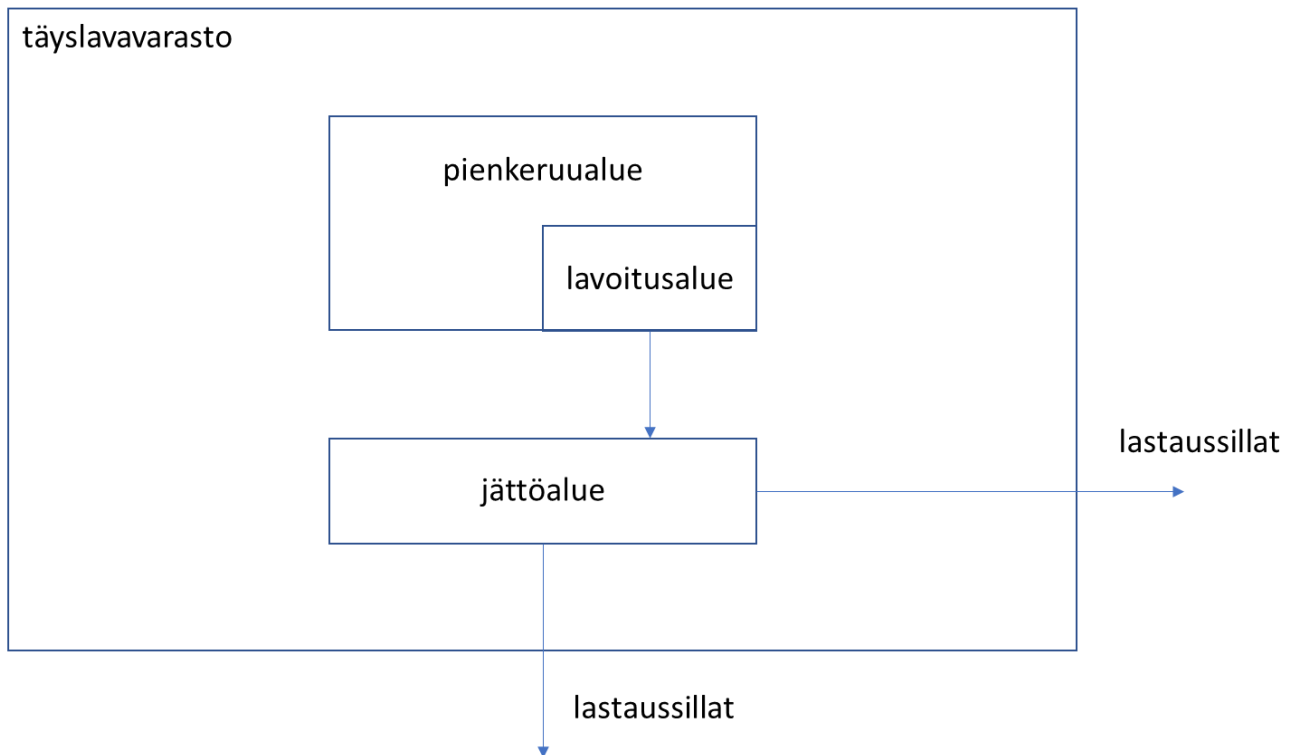 täyslavavarasto
pienkeruualue
lavoitusalue
lastaussillat
jättöalue
lastaussillat